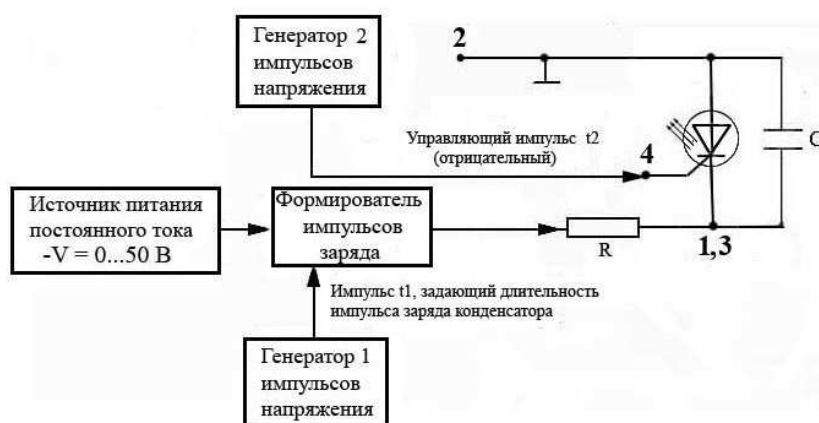 Генератор 2
импульсов
напряжения
2
Управляющий импульс t2
(отрицательный)
4
C
Источник питания
постоянного тока
-V = 0...50 В
Формирователь
импульсов
заряда
R
1,3
Импульс t1, задающий длительность
импульса заряда конденсатора
Генератор 1
импульсов
напряжения